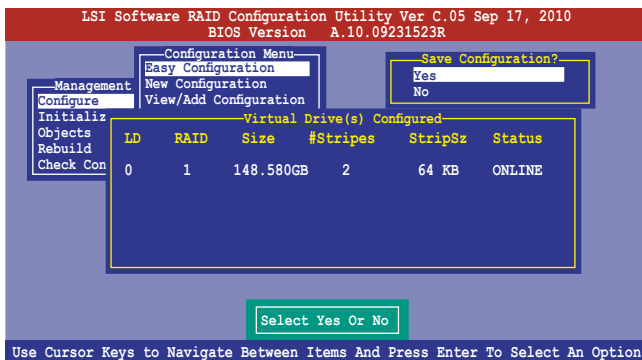 LSI Software RAID Configuration Utility Ver C.05 Sep 17, 2010
BIOS Version A.10.09231523R
Configuration Menu
Easy Configuration
New Configuration
View/Add Configuration
Save Configuration?
Yes
No
Management
Configure
Initializ
Objects
Rebuild
Check Con
Virtual Drive(s) Configured
LD RAID Size #Stripes StripSz Status
0 1 148.580GB 2 64 KB ONLINE
Select Yes Or No
Use Cursor Keys to Navigate Between Items And Press Enter To Select An Option